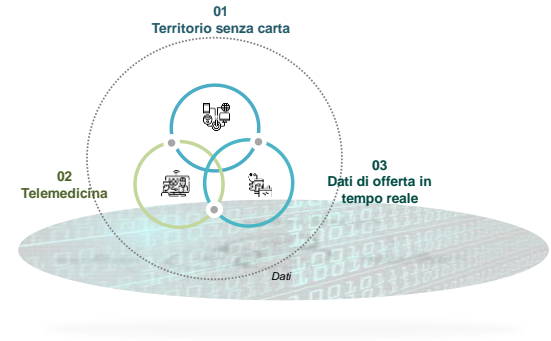 01
Territorio senza carta
02
Telemedicina
03
Dati di offerta in
tempo reale
Dati